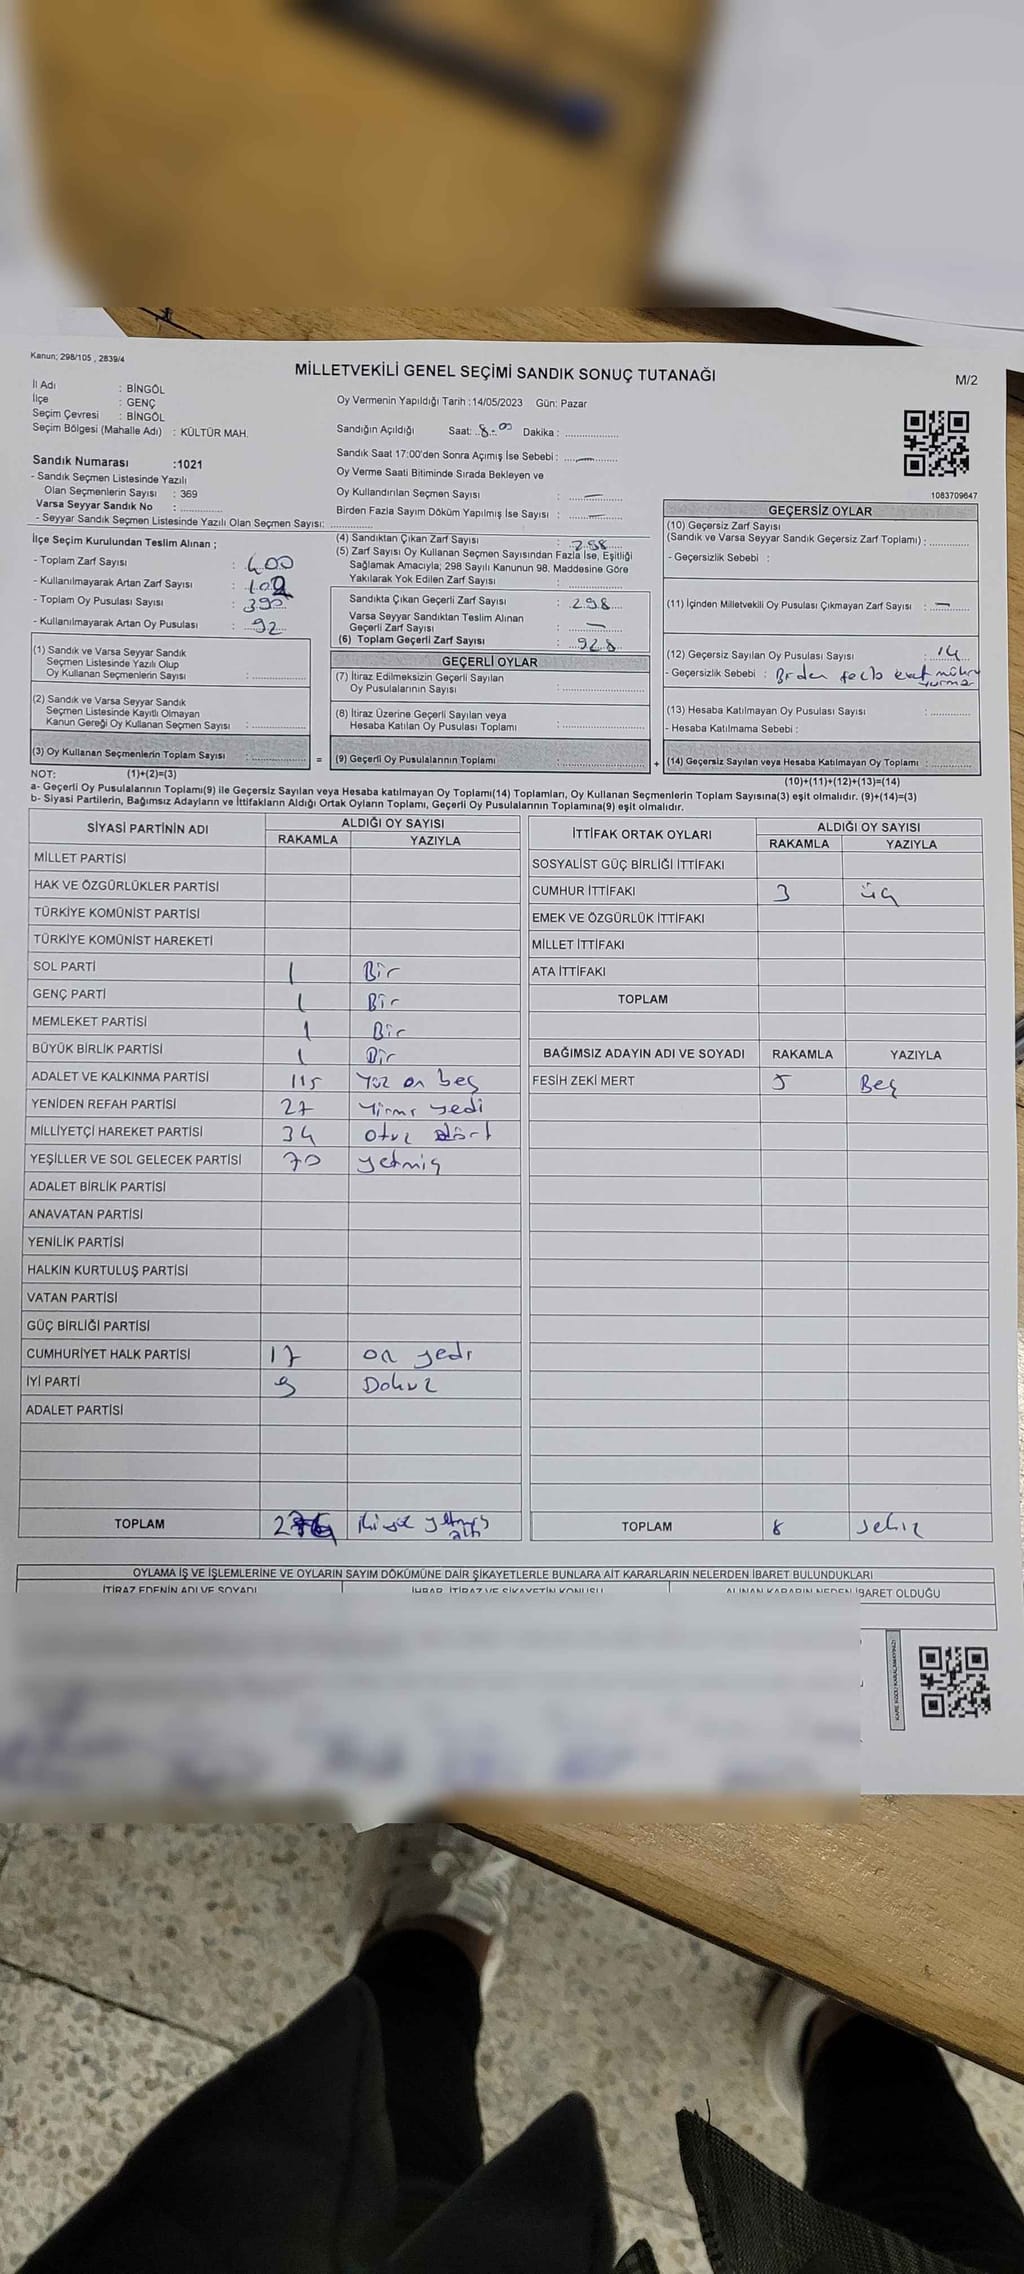 Kanun; 298/105 , 2839/4
MİLLETVEKİLİ GENEL SEÇİMİ SANDIK SONUÇ TUTANAĞI
M/2
İl Adı : BİNGÖL
İlçe : GENÇ
Seçim Çevresi : BİNGÖL
Seçim Bölgesi (Mahalle Adı) : KÜLTÜR MAH.
Sandık Numarası :1021
- Sandık Seçmen Listesinde Yazılı
Olan Seçmenlerin Sayısı : 369
Varsa Seyyar Sandık No : ..............
- Seyyar Sandık Seçmen Listesinde Yazılı Olan Seçmen Sayısı: ..............
Oy Vermenin Yapıldığı Tarih :14/05/2023 Gün: Pazar
Sandığın Açıldığı Saat: 8:00 Dakika : ..................
Sandık Saat 17:00'den Sonra Açımış İse Sebebi : —
Oy Verme Saati Bitiminde Sırada Bekleyen ve
Oy Kullandırılan Seçmen Sayısı : —
Birden Fazla Sayım Döküm Yapılmış İse Sayısı : —
1083709647
İlçe Seçim Kurulundan Teslim Alınan ;
- Toplam Zarf Sayısı : 400
- Kullanılmayarak Artan Zarf Sayısı : 102
- Toplam Oy Pusulası Sayısı : 390
- Kullanılmayarak Artan Oy Pusulası : 92
(1) Sandık ve Varsa Seyyar Sandık
Seçmen Listesinde Yazılı Olup
Oy Kullanan Seçmenlerin Sayısı : ..................
(2) Sandık ve Varsa Seyyar Sandık
Seçmen Listesinde Kayıtlı Olmayan
Kanun Gereği Oy Kullanan Seçmen Sayısı : ..................
(3) Oy Kullanan Seçmenlerin Toplam Sayısı : ..................
(1)+(2)=(3)
(4) Sandıktan Çıkan Zarf Sayısı : 298
(5) Zarf Sayısı Oy Kullanan Seçmen Sayısından Fazla İse, Eşitliği
Sağlamak Amacıyla; 298 Sayılı Kanunun 98. Maddesine Göre
Yakılarak Yok Edilen Zarf Sayısı : ..................
Sandıkta Çıkan Geçerli Zarf Sayısı : 298
Varsa Seyyar Sandıktan Teslim Alınan
Geçerli Zarf Sayısı : —
(6) Toplam Geçerli Zarf Sayısı : 928
GEÇERLİ OYLAR
(7) İtiraz Edilmeksizin Geçerli Sayılan
Oy Pusulalarının Sayısı : ..................
(8) İtiraz Üzerine Geçerli Sayılan veya
Hesaba Katılan Oy Pusulası Toplamı : ..................
= (9) Geçerli Oy Pusulalarının Toplamı : ..................
GEÇERSİZ OYLAR
(10) Geçersiz Zarf Sayısı
(Sandık ve Varsa Seyyar Sandık Geçersiz Zarf Toplamı) : ..............
- Geçersizlik Sebebi :
(11) İçinden Milletvekili Oy Pusulası Çıkmayan Zarf Sayısı : —
(12) Geçersiz Sayılan Oy Pusulası Sayısı : 14
- Geçersizlik Sebebi : mühür
(13) Hesaba Katılmayan Oy Pusulası Sayısı : ..............
- Hesaba Katılmama Sebebi :
+ (14) Geçersiz Sayılan veya Hesaba Katılmayan Oy Toplamı : ..............
(10)+(11)+(12)+(13)=(14)
NOT:
a- Geçerli Oy Pusulalarının Toplamı(9) ile Geçersiz Sayılan veya Hesaba katılmayan Oy Toplamı(14) Toplamları, Oy Kullanan Seçmenlerin Toplam Sayısına(3) eşit olmalıdır. (9)+(14)=(3)
b- Siyasi Partilerin, Bağımsız Adayların ve İttifakların Aldığı Ortak Oyların Toplamı, Geçerli Oy Pusulalarının Toplamına(9) eşit olmalıdır.
SİYASİ PARTİNİN ADI ALDIĞI OY SAYISI
RAKAMLA YAZIYLA
MİLLET PARTİSİ
HAK VE ÖZGÜRLÜKLER PARTİSİ
TÜRKİYE KOMÜNİST PARTİSİ
TÜRKİYE KOMÜNİST HAREKETİ
SOL PARTİ 1 Bir
GENÇ PARTİ 1 Bir
MEMLEKET PARTİSİ 1 Bir
BÜYÜK BİRLİK PARTİSİ 1 Bir
ADALET VE KALKINMA PARTİSİ 115 Yüz on beş
YENİDEN REFAH PARTİSİ 27 Yirmi yedi
MİLLİYETÇİ HAREKET PARTİSİ 34 otuz dört
YEŞİLLER VE SOL GELECEK PARTİSİ 70 yetmiş
ADALET BİRLİK PARTİSİ
ANAVATAN PARTİSİ
YENİLİK PARTİSİ
HALKIN KURTULUŞ PARTİSİ
VATAN PARTİSİ
GÜÇ BİRLİĞİ PARTİSİ
CUMHURİYET HALK PARTİSİ 17 on yedi
İYİ PARTİ 9 Dokuz
ADALET PARTİSİ
TOPLAM 276 ikiyüz yetmiş altı
İTTİFAK ORTAK OYLARI ALDIĞI OY SAYISI
RAKAMLA YAZIYLA
SOSYALİST GÜÇ BİRLİĞİ İTTİFAKI
CUMHUR İTTİFAKI 3 üç
EMEK VE ÖZGÜRLÜK İTTİFAKI
MİLLET İTTİFAKI
ATA İTTİFAKI
TOPLAM
BAĞIMSIZ ADAYIN ADI VE SOYADI RAKAMLA YAZIYLA
FESİH ZEKİ MERT 5 Beş
TOPLAM 8 sekiz
OYLAMA İŞ VE İŞLEMLERİNE VE OYLARIN SAYIM DÖKÜMÜNE DAİR ŞİKAYETLERLE BUNLARA AİT KARARLARIN NELERDEN İBARET BULUNDUKLARI
İTİRAZ EDENİN ADI VE SOYADI İHBAR, İTİRAZ VE ŞİKAYETİN KONUSU ALINAN KARARIN NEDEN İBARET OLDUĞU
KARE KODU KARALAMAYINIZ!